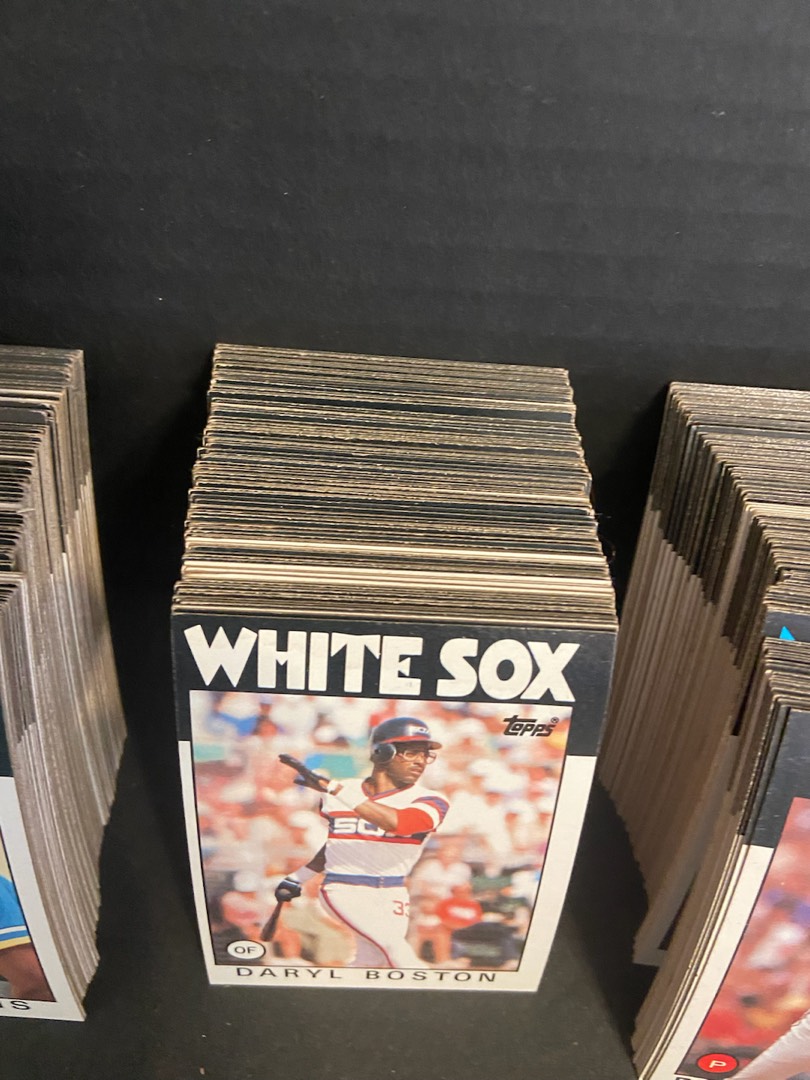 WHITE SOX
Topps®
SOX
33
OF
DARYL BOSTON
P